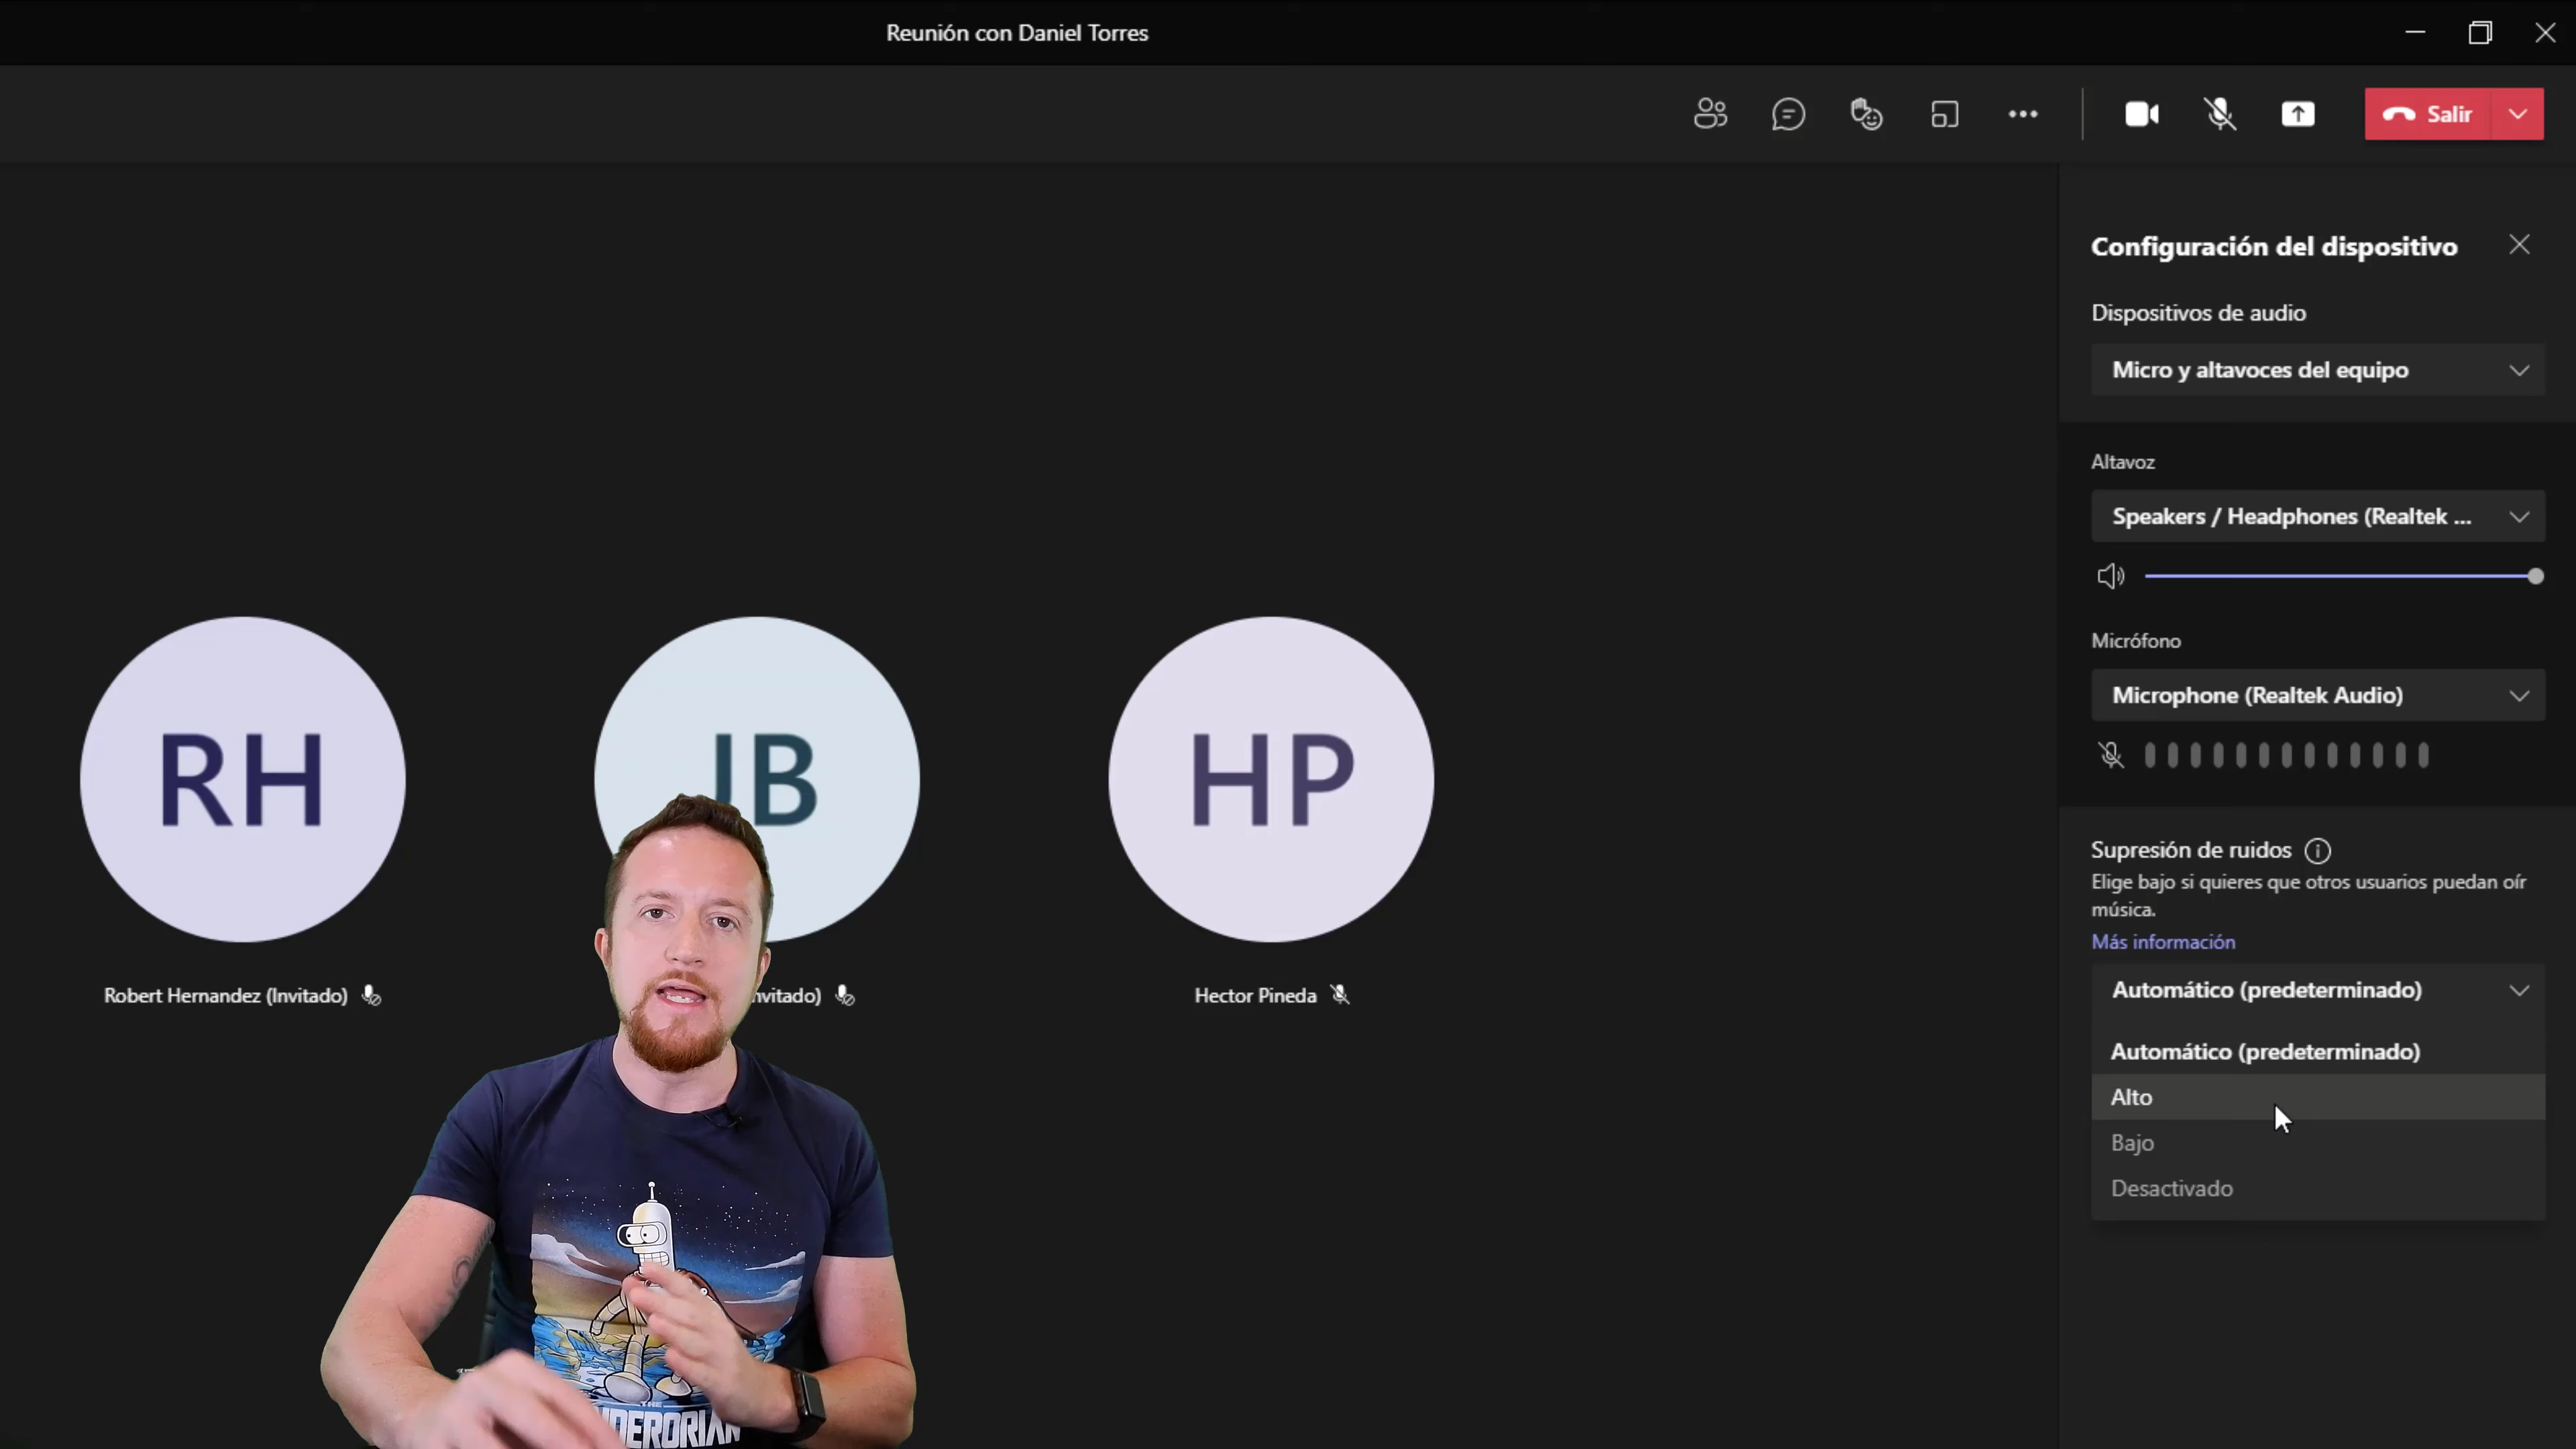 Reunión con Daniel Torres
Salir
Configuración del dispositivo
Dispositivos de audio
Micro y altavoces del equipo
Altavoz
Speakers / Headphones (Realtek ...
Micrófono
Microphone (Realtek Audio)
RH
JB
HP
Robert Hernandez (Invitado)
Hector Pineda
Supresión de ruidos
Elige bajo si quieres que otros usuarios puedan oír
música.
Más información
Automático (predeterminado)
Automático (predeterminado)
Alto
Bajo
Desactivado